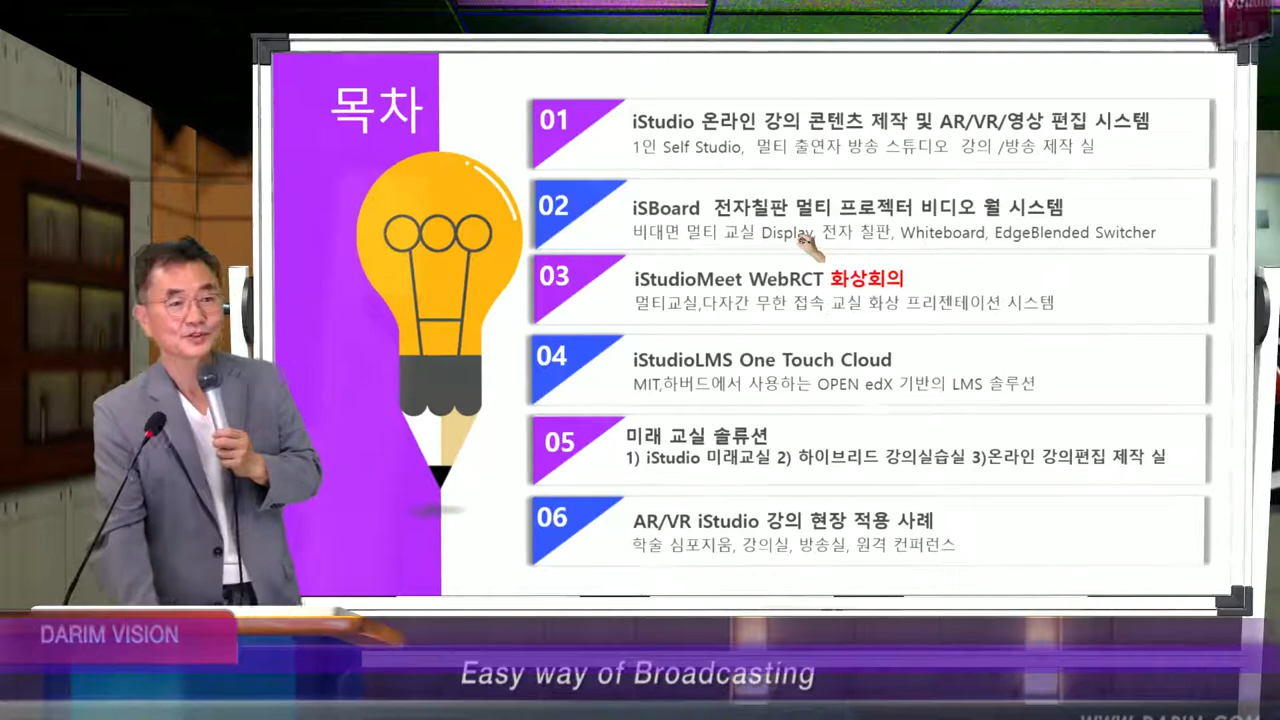 목차
01
iStudio 온라인 강의 콘텐츠 제작 및 AR/VR/영상 편집 시스템
1인 Self Studio, 멀티 출연자 방송 스튜디오 강의 /방송 제작 실
02
iSBoard 전자칠판 멀티 프로젝터 비디오 월 시스템
비대면 멀티 교실 Display, 전자 칠판, Whiteboard, EdgeBlended Switcher
03
iStudioMeet WebRCT 화상회의
멀티교실,다자간 무한 접속 교실 화상 프리젠테이션 시스템
04
iStudioLMS One Touch Cloud
MIT,하버드에서 사용하는 OPEN edX 기반의 LMS 솔루션
05
미래 교실 솔류션
1) iStudio 미래교실 2) 하이브리드 강의실습실 3)온라인 강의편집 제작 실
06
AR/VR iStudio 강의 현장 적용 사례
학술 심포지움, 강의실, 방송실, 원격 컨퍼런스
DARIM VISION
Easy way of Broadcasting